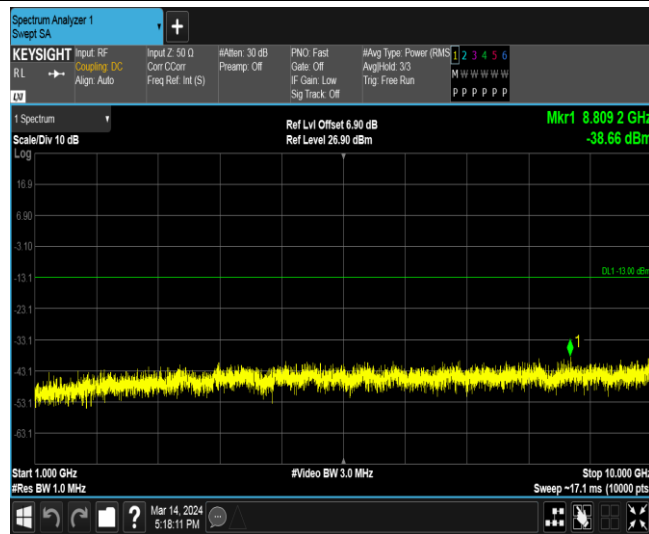 Spectrum Analyzer 1
Swept SA
+
KEYSIGHT Input: RF Input Z: 50 Ω #Atten: 30 dB PNO: Fast #Avg Type: Power (RMS 1 2 3 4 5 6
RL Coupling: DC Corr CCorr Preamp: Off Gate: Off Avg|Hold: 3/3 M W W W W W
Align: Auto Freq Ref: Int (S) IF Gain: Low Trig: Free Run
Sig Track: Off P P P P P P
LXI
1 Spectrum
Scale/Div 10 dB
Ref Lvl Offset 6.90 dB
Ref Level 26.90 dBm
Mkr1 8.809 2 GHz
-38.66 dBm
Log
16.9
6.90
-3.10
DL1 -13.00 dBm
-13.1
-23.1
-33.1
1
-43.1
-53.1
-63.1
Start 1.000 GHz #Video BW 3.0 MHz Stop 10.000 GHz
#Res BW 1.0 MHz Sweep ~17.1 ms (10000 pts
? Mar 14, 2024
5:18:11 PM